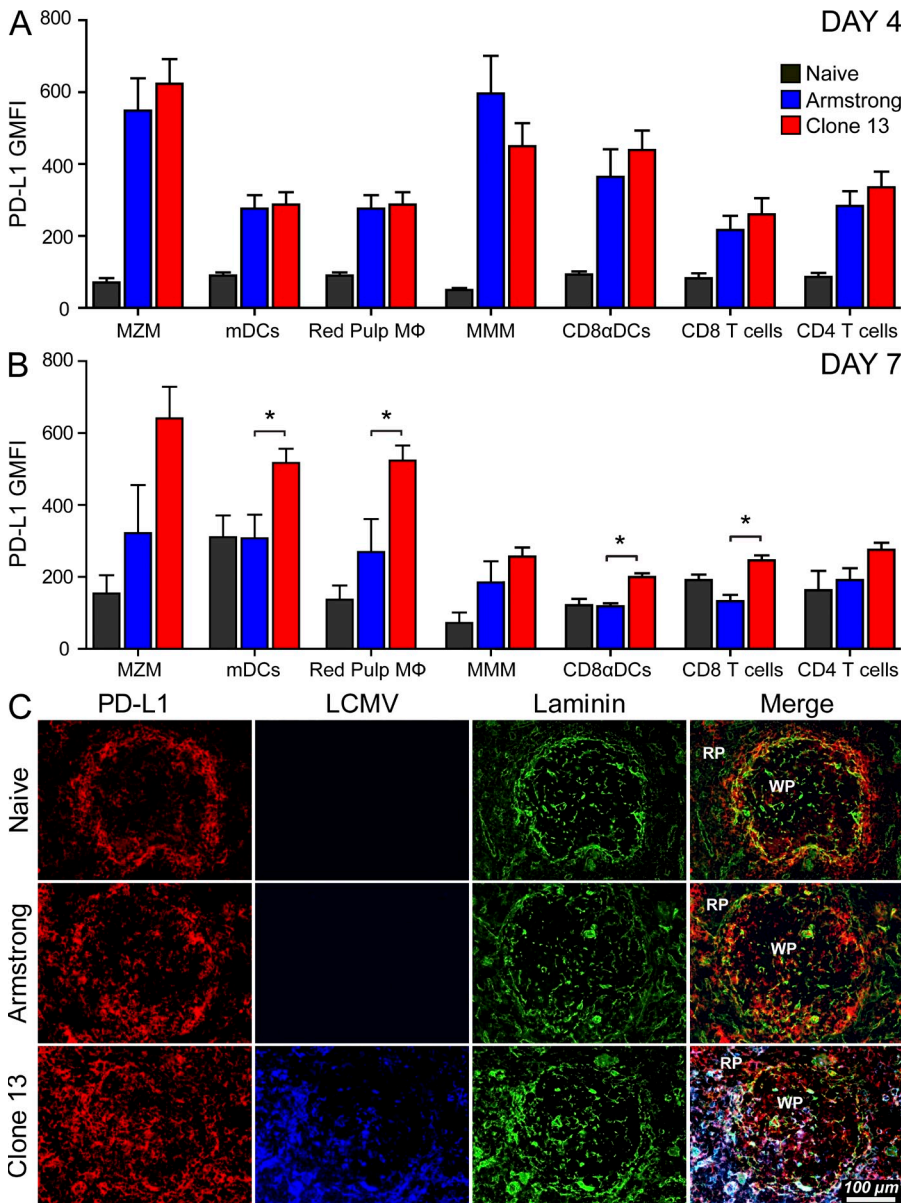 A
DAY 4
PD-L1 GMFI
800
600
400
200
0
Naive
Armstrong
Clone 13
MZM mDCs Red Pulp MΦ MMM CD8αDCs CD8 T cells CD4 T cells
B
DAY 7
PD-L1 GMFI
800
600
400
200
0
* * * *
MZM mDCs Red Pulp MΦ MMM CD8αDCs CD8 T cells CD4 T cells
C
PD-L1 LCMV Laminin Merge
Naive
RP
WP
Armstrong
RP
WP
Clone 13
RP
WP
100 µm